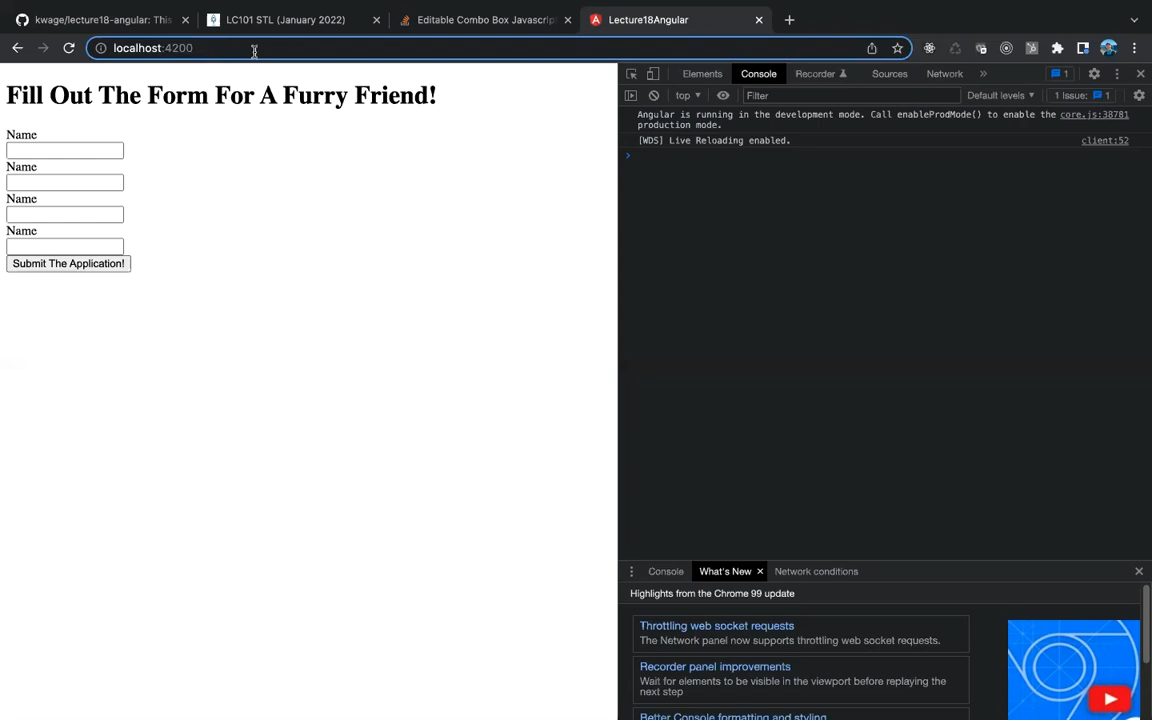 kwage/lecture18-angular: This
LC101 STL (January 2022)
Editable Combo Box Javascrip
Lecture18Angular
localhost:4200
Fill Out The Form For A Furry Friend!
Name
Name
Name
Name
Submit The Application!
Elements
Console
Recorder
Sources
Network
1
top
Filter
Default levels
1 Issue:
1
Angular is running in the development mode. Call enableProdMode() to enable the core.js:38781
production mode.
[WDS] Live Reloading enabled. client:52
Console
What's New
Network conditions
Highlights from the Chrome 99 update
Throttling web socket requests
The Network panel now supports throttling web socket requests.
Recorder panel improvements
Wait for elements to be visible in the viewport before replaying the
next step
Better Console formatting and styling